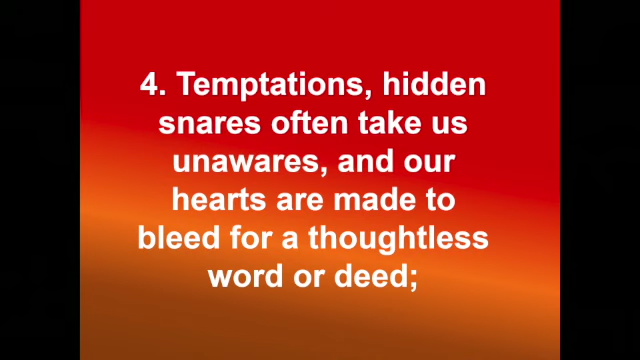 4. Temptations, hidden
snares often take us
unawares, and our
hearts are made to
bleed for a thoughtless
word or deed;